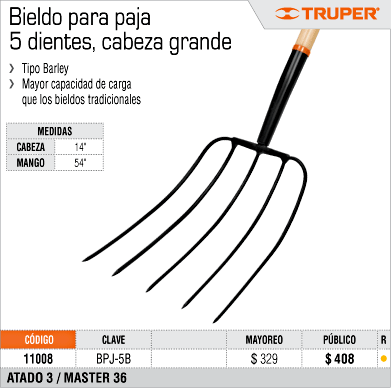 Bieldo para paja
5 dientes, cabeza grande
TRUPER®
› Tipo Barley
› Mayor capacidad de carga
que los bieldos tradicionales
MEDIDAS
CABEZA 14"
MANGO 54"
CÓDIGO CLAVE MAYOREO PÚBLICO R
11008 BPJ-5B $ 329 $ 408
ATADO 3 / MASTER 36